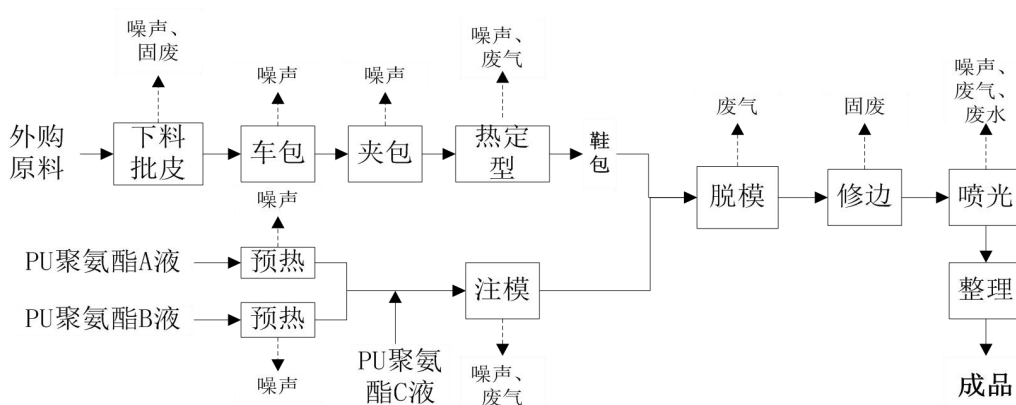 噪声、
固废
噪声
噪声
噪声、
废气
噪声、
废气、
废水
废气
固废
外购
原料
下料
批皮
车包
夹包
热定
型
鞋
包
脱模
修边
喷光
噪声
PU聚氨酯A液
预热
注模
整理
PU聚氨酯B液
预热
噪声
PU聚氨
酯C液
噪声、
废气
成品